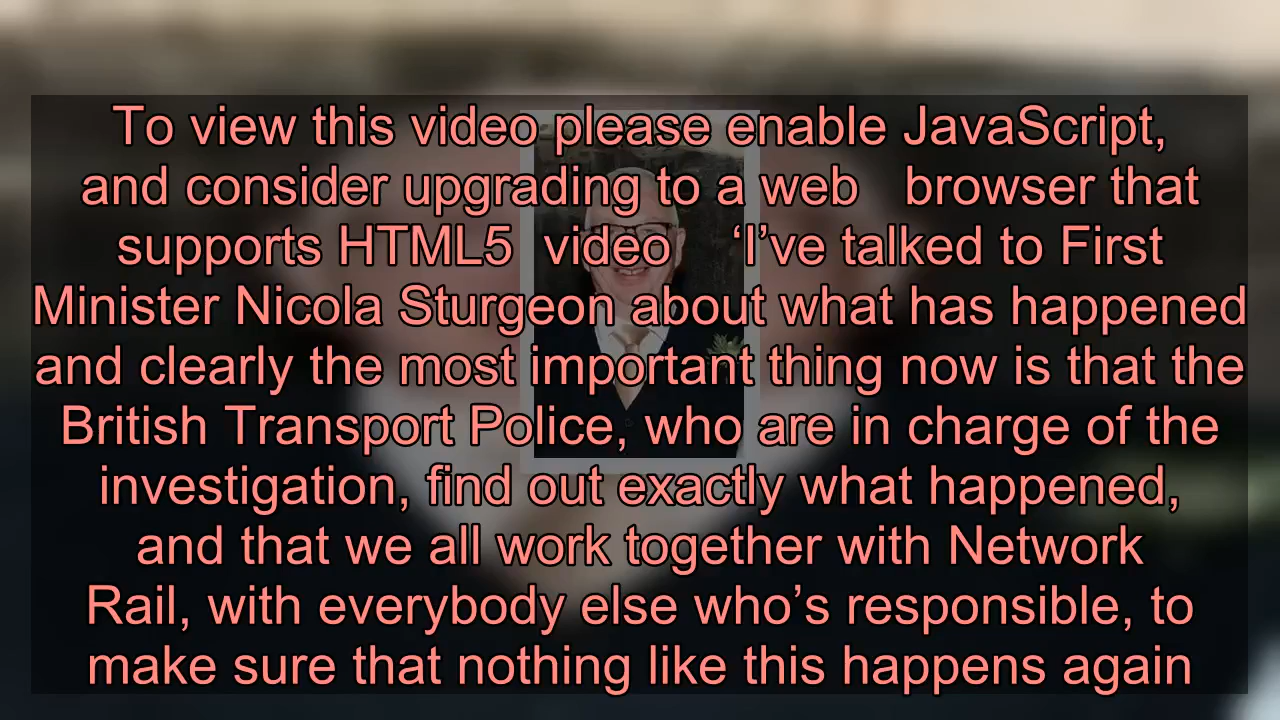 To view this video please enable JavaScript,
and consider upgrading to a web browser that
supports HTML5 video ‘I’ve talked to First
Minister Nicola Sturgeon about what has happened
and clearly the most important thing now is that the
British Transport Police, who are in charge of the
investigation, find out exactly what happened,
and that we all work together with Network
Rail, with everybody else who’s responsible, to
make sure that nothing like this happens again